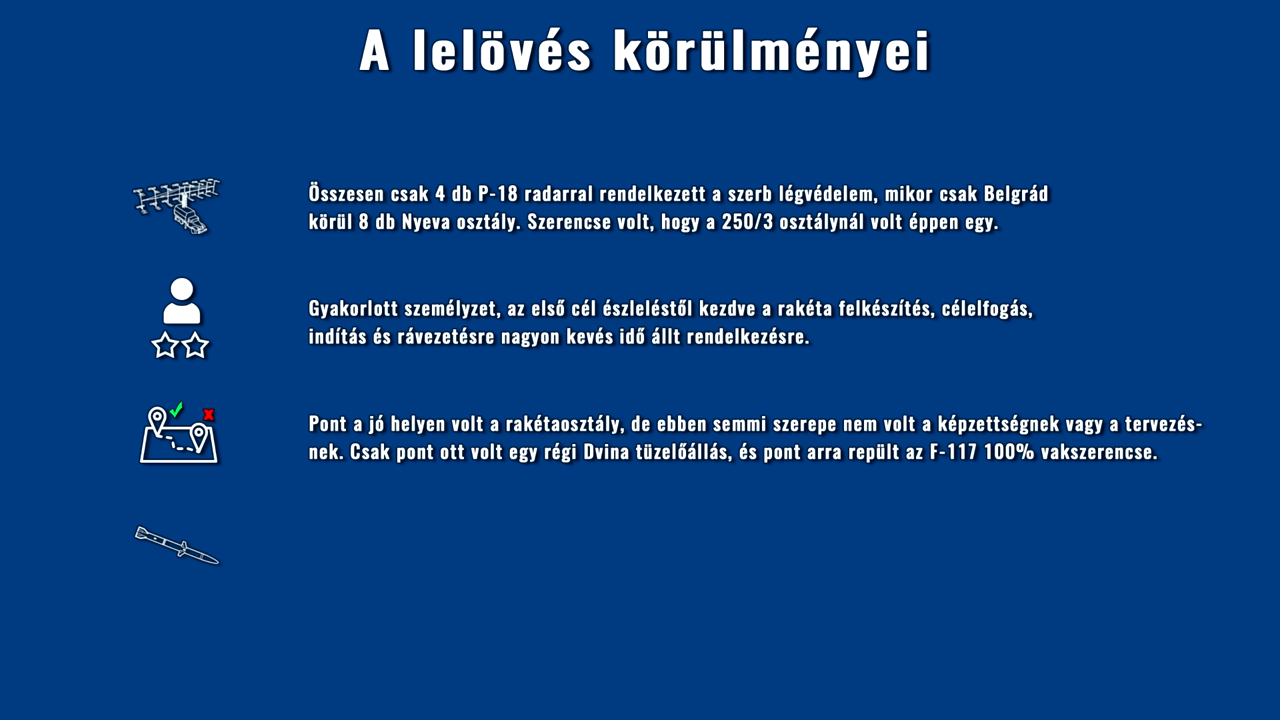 A lelövés körülményei
Összesen csak 4 db P-18 radarral rendelkezett a szerb légvédelem, mikor csak Belgrád
körül 8 db Nyeva osztály. Szerencse volt, hogy a 250/3 osztálynál volt éppen egy.
Gyakorlott személyzet, az első cél észleléstől kezdve a rakéta felkészítés, célelfogás,
indítás és rávezetésre nagyon kevés idő állt rendelkezésre.
Pont a jó helyen volt a rakétaosztály, de ebben semmi szerepe nem volt a képzettségnek vagy a tervezés-
nek. Csak pont ott volt egy régi Dvina tüzelőállás, és pont arra repült az F-117 100% vakszerencse.